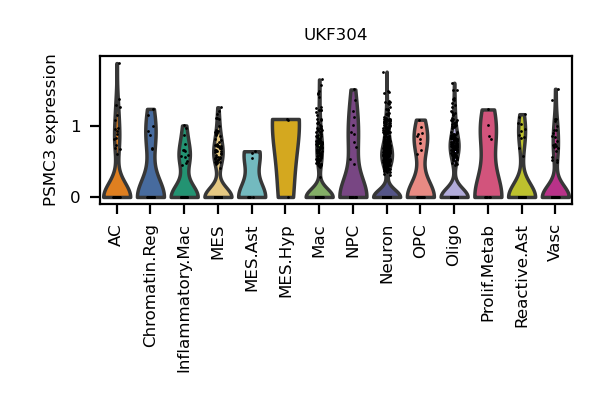 UKF304
PSMC3 expression
1
0
AC
Chromatin.Reg
Inflammatory.Mac
MES
MES.Ast
MES.Hyp
Mac
NPC
Neuron
OPC
Oligo
Prolif.Metab
Reactive.Ast
Vasc